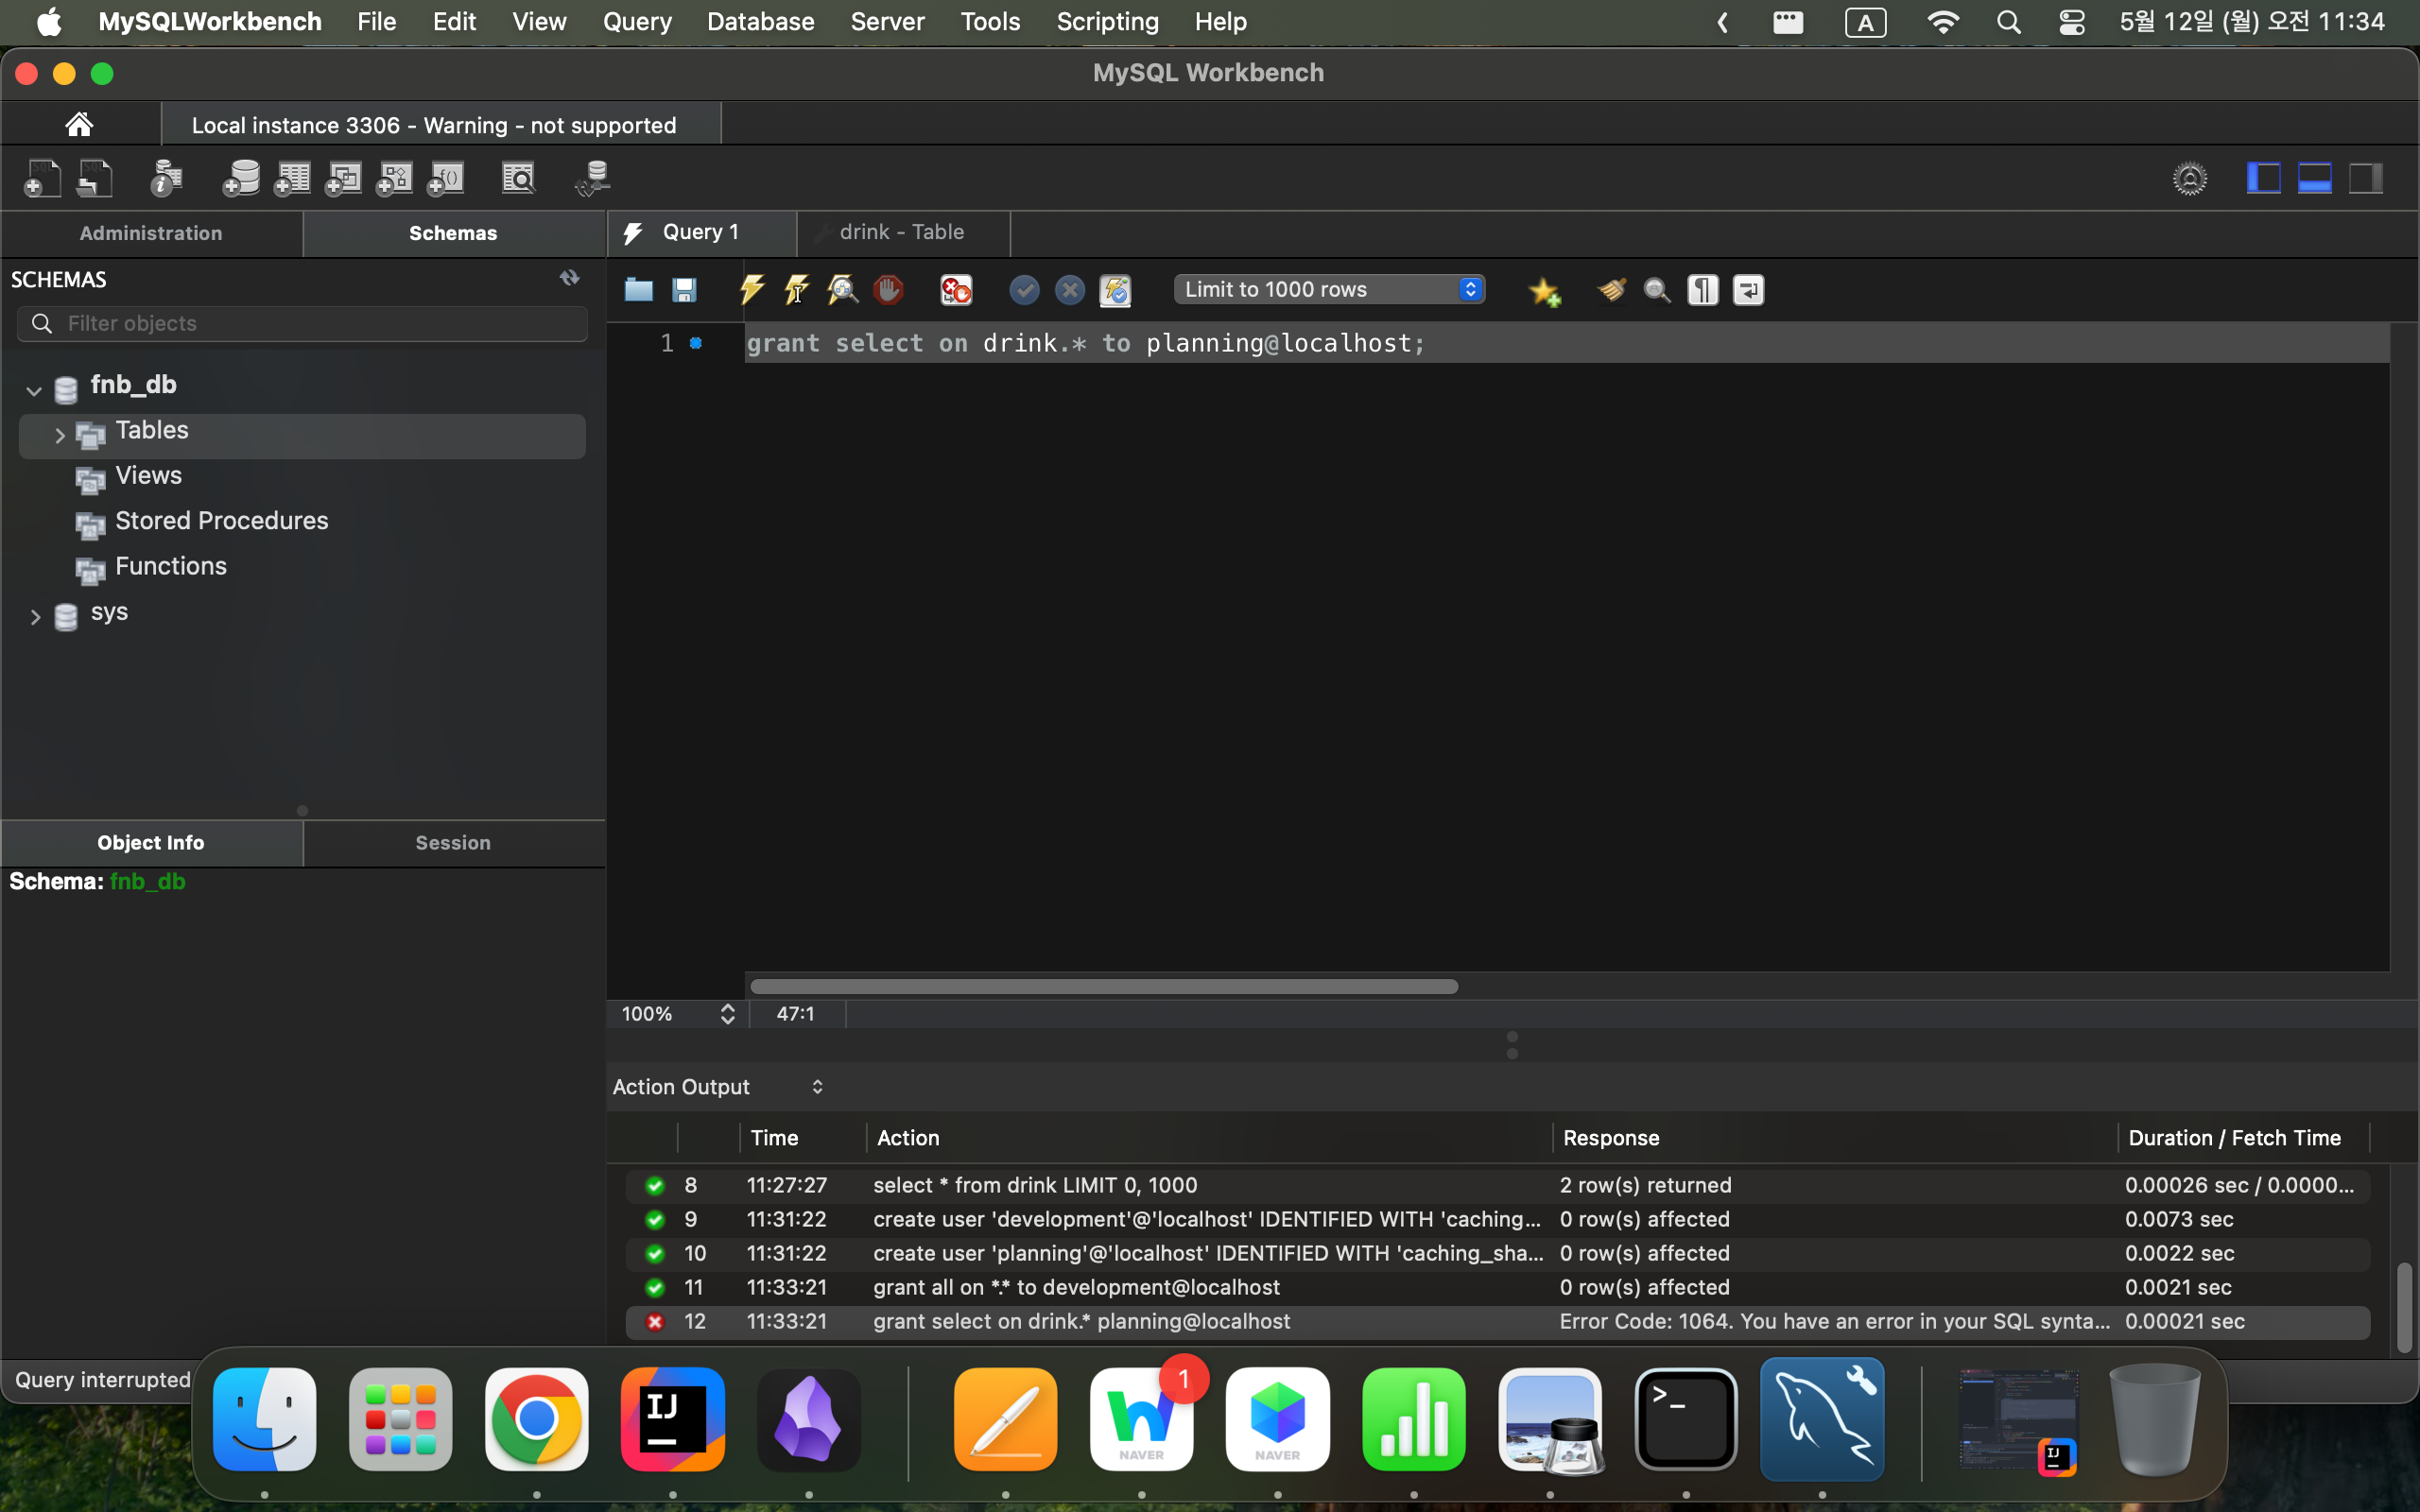 MySQLWorkbench File Edit View Query Database Server Tools Scripting Help A 5월 12일 (월) 오전 11:34
MySQL Workbench
Local instance 3306 - Warning - not supported
Administration Schemas
Query 1 drink - Table
SCHEMAS
Limit to 1000 rows
Filter objects
1 grant select on drink.* to planning@localhost;
fnb_db
Tables
Views
Stored Procedures
Functions
sys
Object Info Session
Schema: fnb_db
100% 47:1
Action Output
Time Action Response Duration / Fetch Time
8 11:27:27 select * from drink LIMIT 0, 1000 2 row(s) returned 0.00026 sec / 0.0000...
9 11:31:22 create user 'development'@'localhost' IDENTIFIED WITH 'caching... 0 row(s) affected 0.0073 sec
10 11:31:22 create user 'planning'@'localhost' IDENTIFIED WITH 'caching_sha... 0 row(s) affected 0.0022 sec
11 11:33:21 grant all on *.* to development@localhost 0 row(s) affected 0.0021 sec
12 11:33:21 grant select on drink.* planning@localhost Error Code: 1064. You have an error in your SQL synta... 0.00021 sec
Query interrupted
1
IJ
NAVER
NAVER
>_
IJ